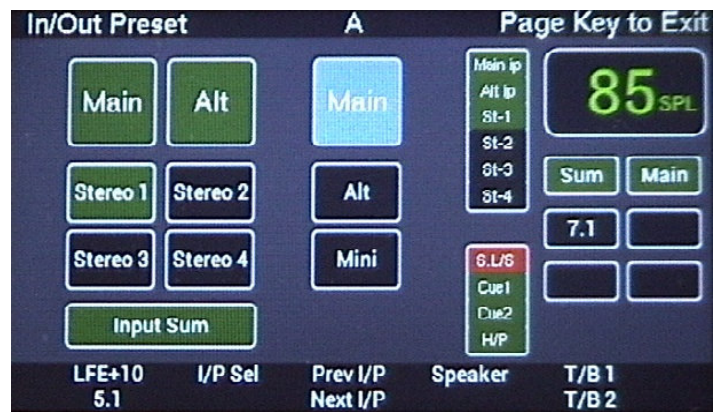 In/Out Preset A Page Key to Exit
Main Alt Main
Main ip
Alt ip
St-1
St-2
St-3
St-4
85 SPL
Stereo 1 Stereo 2 Alt
Sum Main
Stereo 3 Stereo 4 Mini
7.1
S.L/S
Cue1
Cue2
H/P
Input Sum
LFE+10 I/P Sel Prev I/P Speaker T/B 1
5.1 Next I/P T/B 2